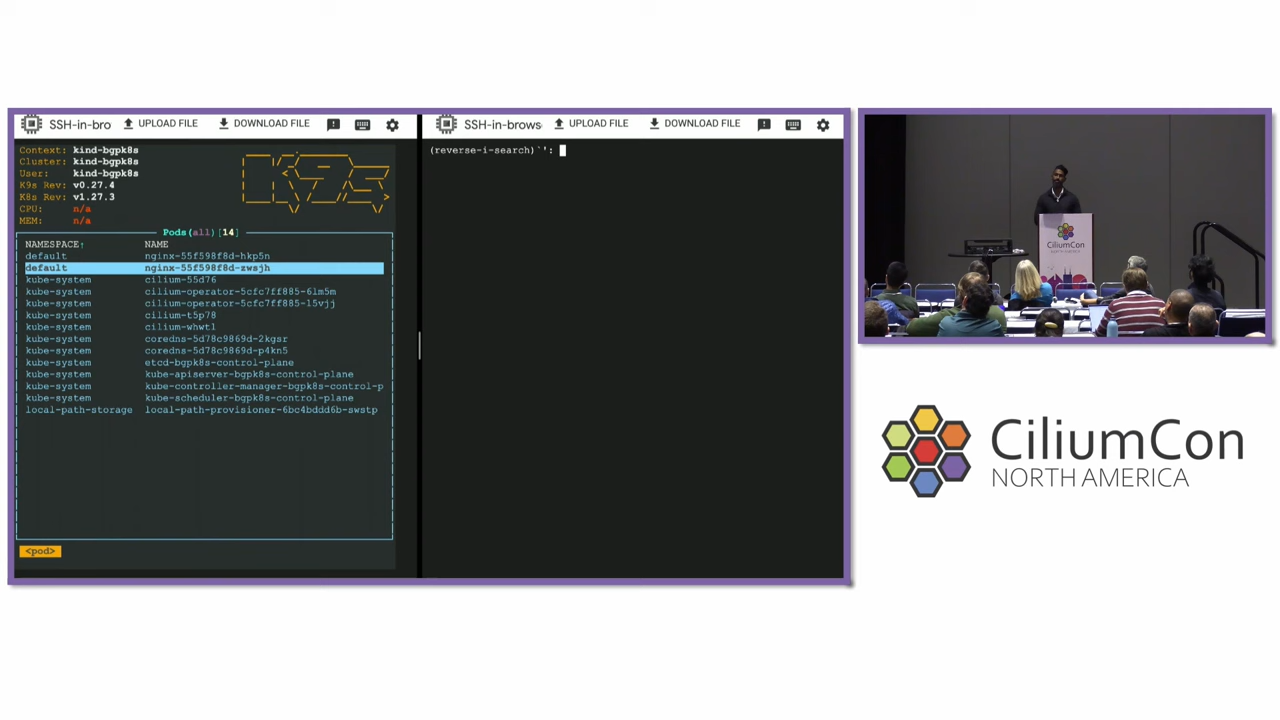 SSH-in-bro UPLOAD FILE DOWNLOAD FILE
Context: kind-bgpk8s
Cluster: kind-bgpk8s
User: kind-bgpk8s
K9s Rev: v0.27.4
K8s Rev: v1.27.3
CPU: n/a
MEM: n/a
Pods(all)[14]
NAMESPACE↑ NAME
default nginx-55f598f8d-hkp5n
default nginx-55f598f8d-zwsjh
kube-system cilium-55d76
kube-system cilium-operator-5cfc7ff885-6lm5m
kube-system cilium-operator-5cfc7ff885-l5vjj
kube-system cilium-t5p78
kube-system cilium-whwtl
kube-system coredns-5d78c9869d-2kgsr
kube-system coredns-5d78c9869d-p4kn5
kube-system etcd-bgpk8s-control-plane
kube-system kube-apiserver-bgpk8s-control-plane
kube-system kube-controller-manager-bgpk8s-control-p
kube-system kube-scheduler-bgpk8s-control-plane
local-path-storage local-path-provisioner-6bc4bddd6b-swstp
<pod>
SSH-in-brows UPLOAD FILE DOWNLOAD FILE
(reverse-i-search)`':
CiliumCon
CiliumCon
NORTH AMERICA